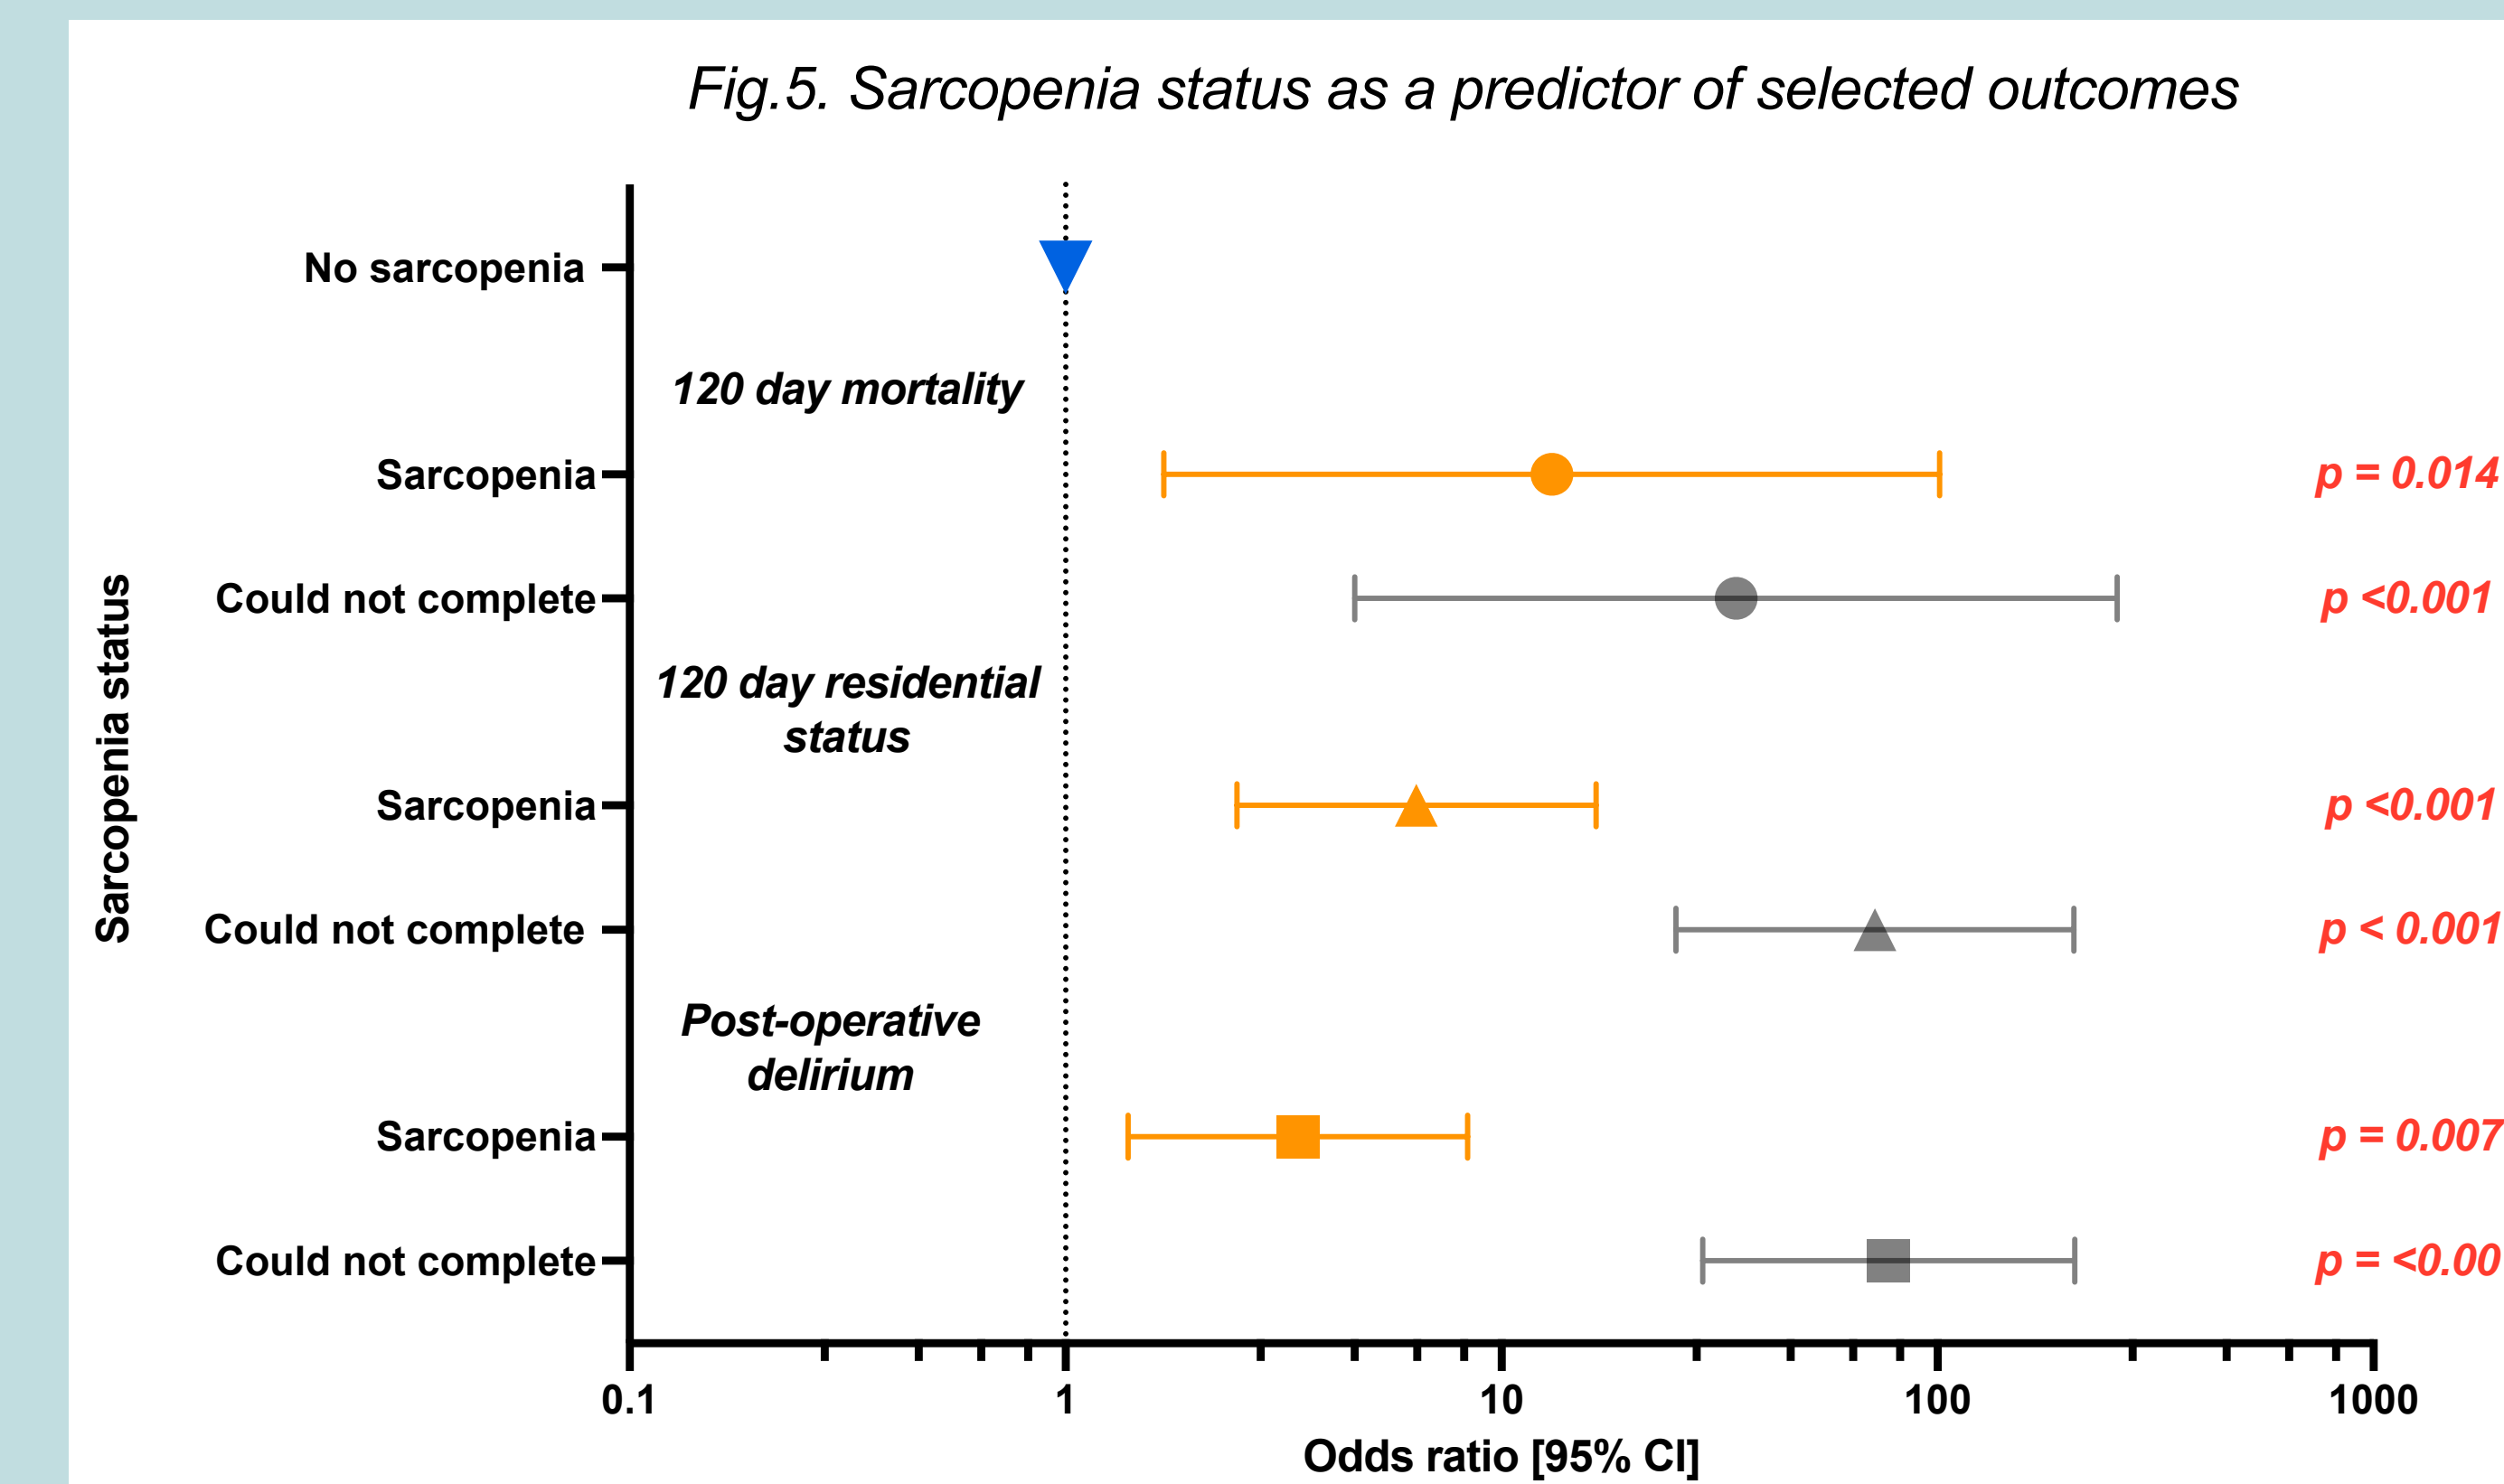 Fig.5. Sarcopenia status as a predictor of selected outcomes
No sarcopenia
120 day mortality
Sarcopenia
p = 0.014
Could not complete
p <0.001
120 day residential
status
Sarcopenia
p <0.001
Could not complete
p < 0.001
Post-operative
delirium
Sarcopenia
p = 0.007
Could not complete
p = <0.00
Sarcopenia status
0.1
1
10
100
1000
Odds ratio [95% CI]